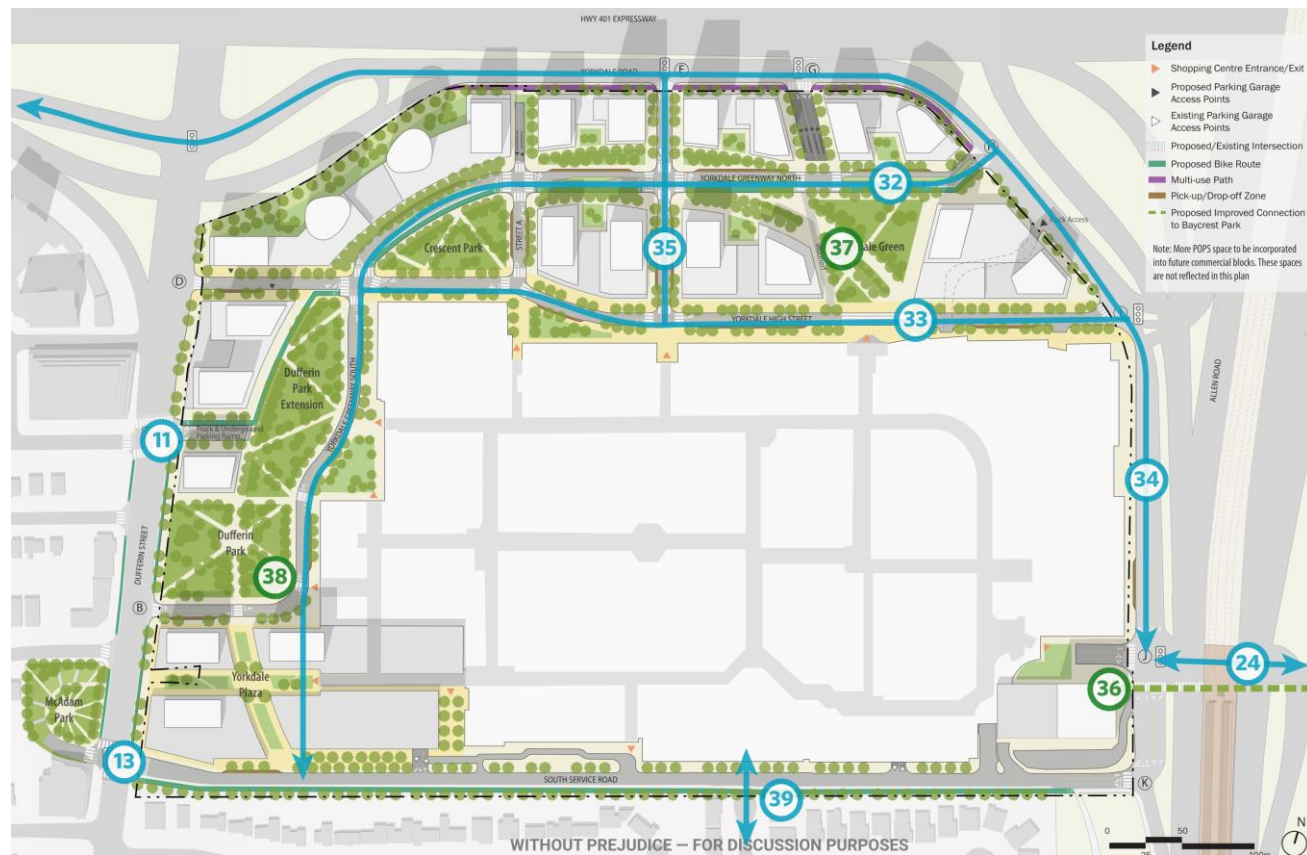 HWY 401 EXPRESSWAY
YORKDALE ROAD
F
G
Legend
Shopping Centre Entrance/Exit
Proposed Parking Garage
Access Points
Existing Parking Garage
Access Points
Proposed/Existing Intersection
Proposed Bike Route
Multi-use Path
Pick-up/Drop-off Zone
Proposed Improved Connection
to Baycrest Park
Note: More POPS space to be incorporated
into future commercial blocks. These spaces
are not reflected in this plan
YORKDALE GREENWAY NORTH
32
STREET A
Crescent Park
35
37
dale Green
Access
D
YORKDALE HIGH STREET
33
Dufferin
Park
Extension
YORKDALE GREENWAY SOUTH
ALLEN ROAD
11
Truck & Underground
Parking Ramp
34
DUFFERIN STREET
Dufferin
Park
38
B
J
24
Yorkdale
Plaza
36
McAdam
Park
13
SOUTH SERVICE ROAD
39
K
WITHOUT PREJUDICE — FOR DISCUSSION PURPOSES
0
50
25
100m
N